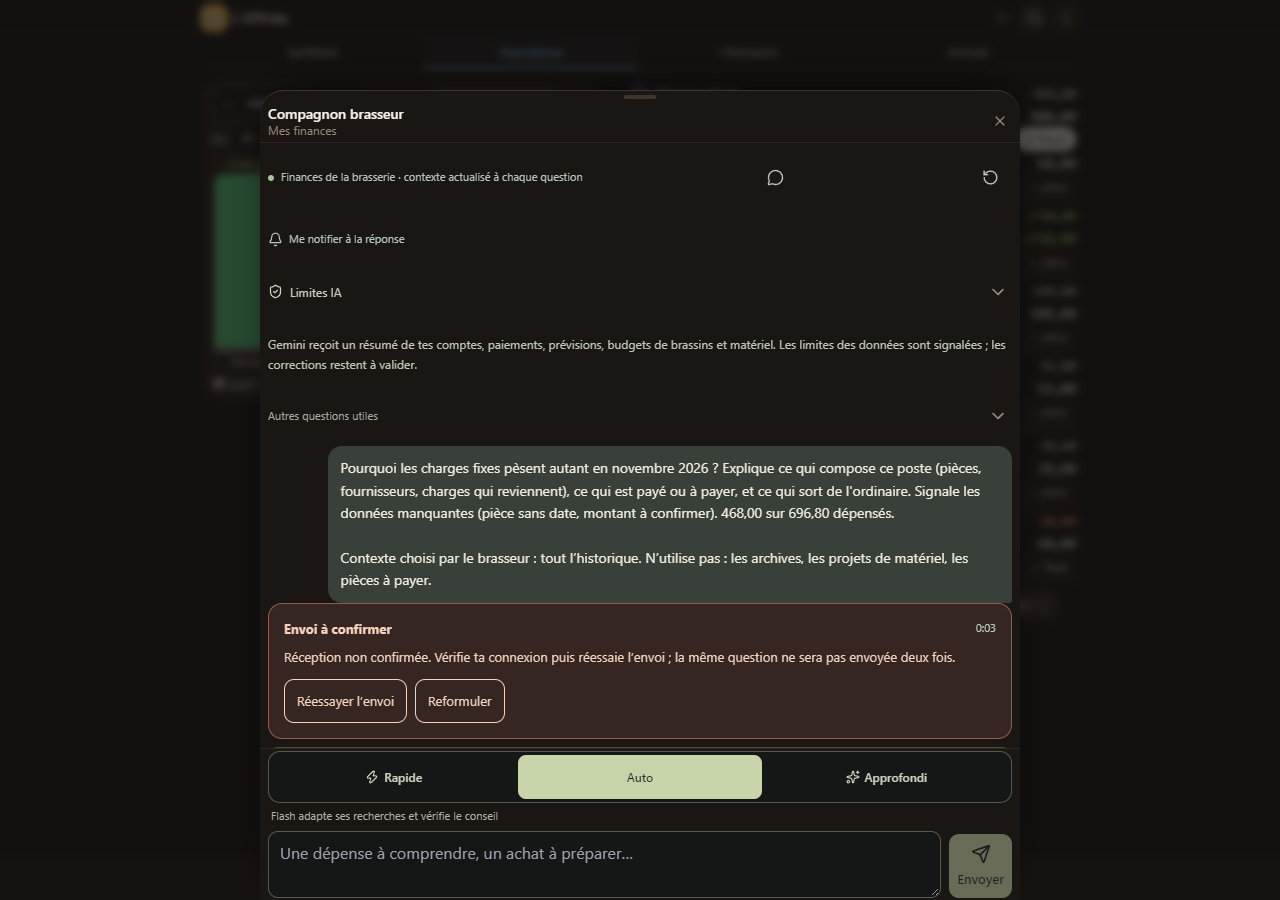 Compagnon brasseur
Mes finances
Finances de la brasserie · contexte actualisé à chaque question
Me notifier à la réponse
Limites IA
Gemini reçoit un résumé de tes comptes, paiements, prévisions, budgets de brassins et matériel. Les limites des données sont signalées ; les
corrections restent à valider.
Autres questions utiles
Pourquoi les charges fixes pèsent autant en novembre 2026 ? Explique ce qui compose ce poste (pièces,
fournisseurs, charges qui reviennent), ce qui est payé ou à payer, et ce qui sort de l'ordinaire. Signale les
données manquantes (pièce sans date, montant à confirmer). 468,00 sur 696,80 dépensés.
Contexte choisi par le brasseur : tout l’historique. N’utilise pas : les archives, les projets de matériel, les
pièces à payer.
Envoi à confirmer
0:03
Réception non confirmée. Vérifie ta connexion puis réessaie l’envoi ; la même question ne sera pas envoyée deux fois.
Réessayer l’envoi
Reformuler
Rapide
Auto
Approfondi
Flash adapte ses recherches et vérifie le conseil
Une dépense à comprendre, un achat à préparer…
Envoyer